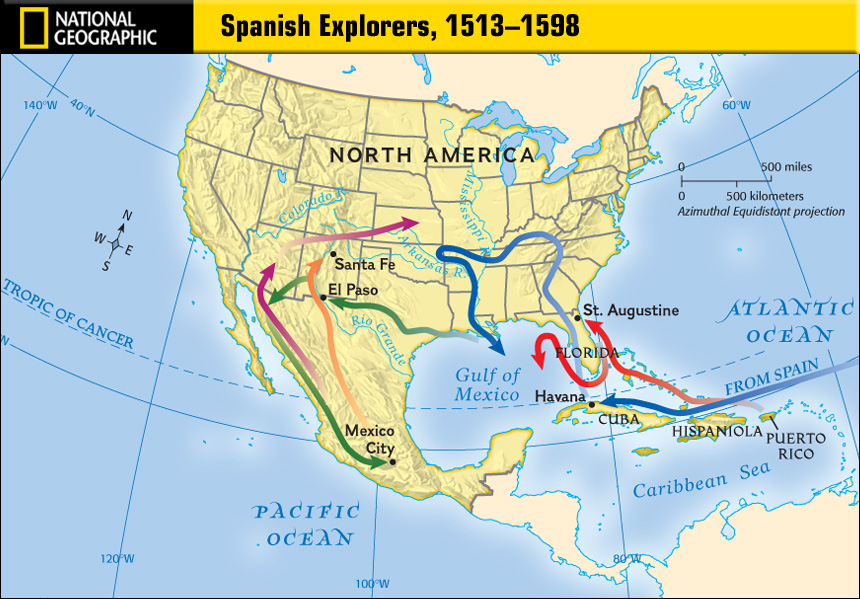 NATIONAL
GEOGRAPHIC
Spanish Explorers, 1513–1598
140°W
40°N
60°W
NORTH AMERICA
0 500 miles
0 500 kilometers
Azimuthal Equidistant projection
Mississippi R.
Colorado R.
N
W E
S
Arkansas R.
Santa Fe
El Paso
TROPIC OF CANCER
Rio Grande
St. Augustine
ATLANTIC
OCEAN
FLORIDA
Gulf of
Mexico
FROM SPAIN
Havana
CUBA
HISPANIOLA
PUERTO
RICO
Mexico
City
Caribbean Sea
PACIFIC
OCEAN
120°W
100°W
80°W